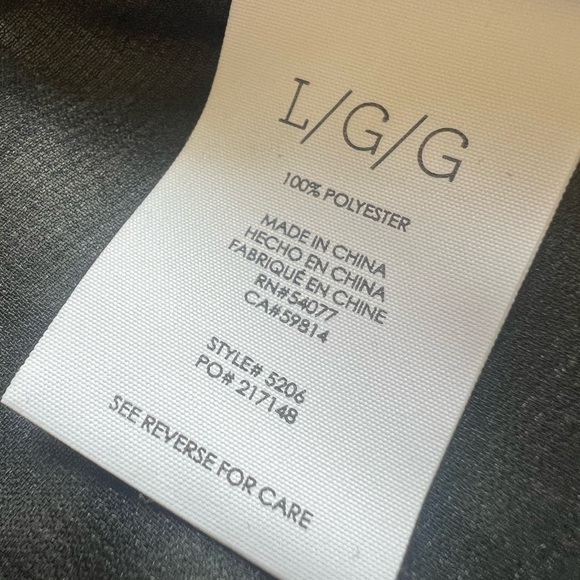 L/G/G
100% POLYESTER
MADE IN CHINA
HECHO EN CHINA
FABRIQUÉ EN CHINE
RN#54077
CA#59814
STYLE# 5206
PO# 217148
SEE REVERSE FOR CARE